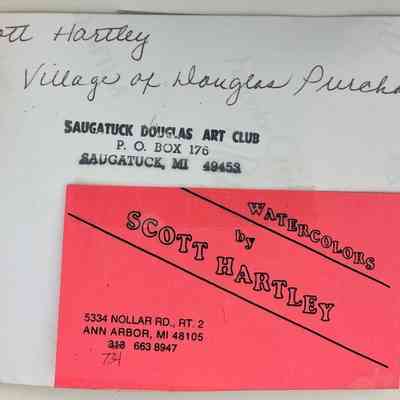 ott Hartley
Village of Douglas Purcha
SAUGATUCK DOUGLAS ART CLUB
P. O. BOX 176
SAUGATUCK, MI 49453
WATERCOLORS
by
SCOTT HARTLEY
5334 NOLLAR RD., RT. 2
ANN ARBOR, MI 48105
313 663 8947
734